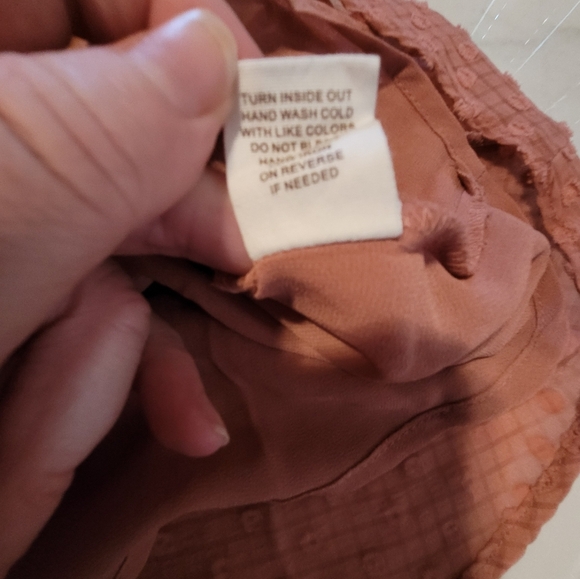 TURN INSIDE OUT
HAND WASH COLD
WITH LIKE COLORS
DO NOT
ON REVERSE
IF NEEDED